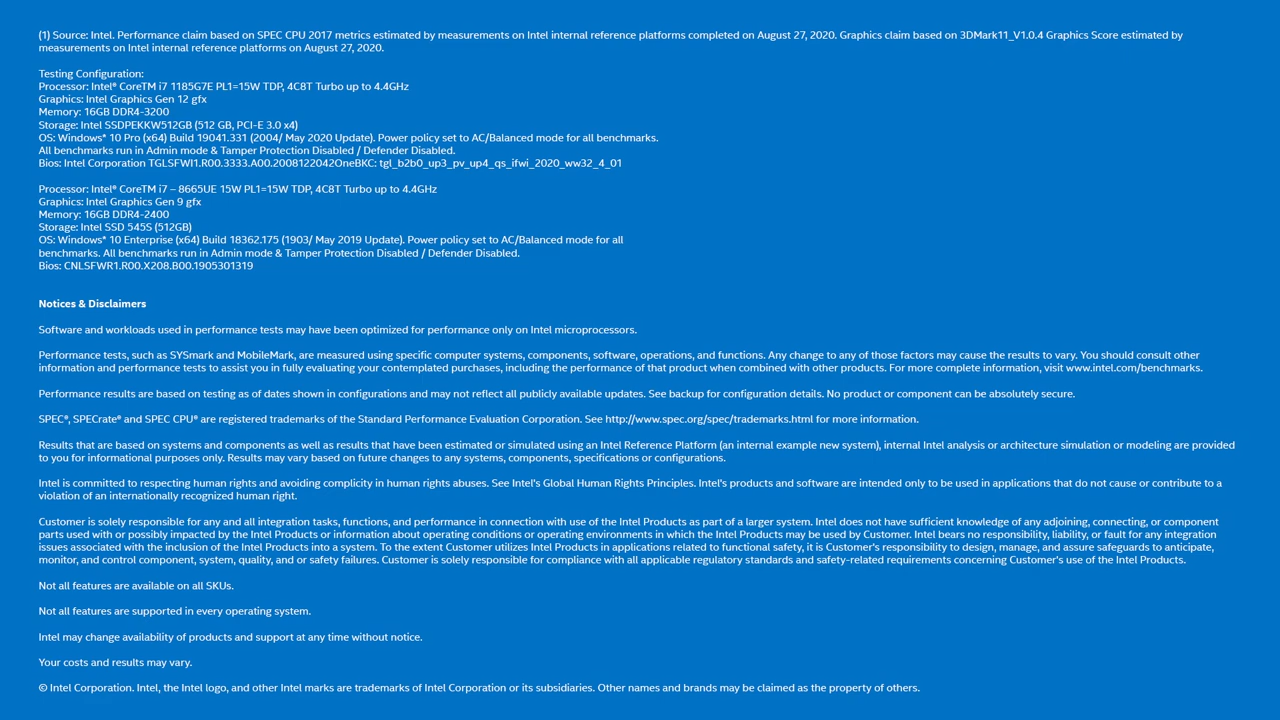 (1) Source: Intel. Performance claim based on SPEC CPU 2017 metrics estimated by measurements on Intel internal reference platforms completed on August 27, 2020. Graphics claim based on 3DMark11_V1.0.4 Graphics Score estimated by
measurements on Intel internal reference platforms on August 27, 2020.
Testing Configuration:
Processor: Intel® CoreTM i7 1185G7E PL1=15W TDP, 4C8T Turbo up to 4.4GHz
Graphics: Intel Graphics Gen 12 gfx
Memory: 16GB DDR4-3200
Storage: Intel SSDPEKKW512GB (512 GB, PCI-E 3.0 x4)
OS: Windows* 10 Pro (x64) Build 19041.331 (2004/ May 2020 Update). Power policy set to AC/Balanced mode for all benchmarks.
All benchmarks run in Admin mode & Tamper Protection Disabled / Defender Disabled.
Bios: Intel Corporation TGLSFWI1.R00.3333.A00.2008122042OneBKC: tgl_b2b0_up3_pv_up4_qs_ifwi_2020_ww32_4_01
Processor: Intel® CoreTM i7 – 8665UE 15W PL1=15W TDP, 4C8T Turbo up to 4.4GHz
Graphics: Intel Graphics Gen 9 gfx
Memory: 16GB DDR4-2400
Storage: Intel SSD 545S (512GB)
OS: Windows* 10 Enterprise (x64) Build 18362.175 (1903/ May 2019 Update). Power policy set to AC/Balanced mode for all
benchmarks. All benchmarks run in Admin mode & Tamper Protection Disabled / Defender Disabled.
Bios: CNLSFWR1.R00.X208.B00.1905301319
Notices & Disclaimers
Software and workloads used in performance tests may have been optimized for performance only on Intel microprocessors.
Performance tests, such as SYSmark and MobileMark, are measured using specific computer systems, components, software, operations, and functions. Any change to any of those factors may cause the results to vary. You should consult other
information and performance tests to assist you in fully evaluating your contemplated purchases, including the performance of that product when combined with other products. For more complete information, visit www.intel.com/benchmarks.
Performance results are based on testing as of dates shown in configurations and may not reflect all publicly available updates. See backup for configuration details. No product or component can be absolutely secure.
SPEC®, SPECrate® and SPEC CPU® are registered trademarks of the Standard Performance Evaluation Corporation. See http://www.spec.org/spec/trademarks.html for more information.
Results that are based on systems and components as well as results that have been estimated or simulated using an Intel Reference Platform (an internal example new system), internal Intel analysis or architecture simulation or modeling are provided
to you for informational purposes only. Results may vary based on future changes to any systems, components, specifications or configurations.
Intel is committed to respecting human rights and avoiding complicity in human rights abuses. See Intel's Global Human Rights Principles. Intel's products and software are intended only to be used in applications that do not cause or contribute to a
violation of an internationally recognized human right.
Customer is solely responsible for any and all integration tasks, functions, and performance in connection with use of the Intel Products as part of a larger system. Intel does not have sufficient knowledge of any adjoining, connecting, or component
parts used with or possibly impacted by the Intel Products or information about operating conditions or operating environments in which the Intel Products may be used by Customer. Intel bears no responsibility, liability, or fault for any integration
issues associated with the inclusion of the Intel Products into a system. To the extent Customer utilizes Intel Products in applications related to functional safety, it is Customer's responsibility to design, manage, and assure safeguards to anticipate,
monitor, and control component, system, quality, and or safety failures. Customer is solely responsible for compliance with all applicable regulatory standards and safety-related requirements concerning Customer's use of the Intel Products.
Not all features are available on all SKUs.
Not all features are supported in every operating system.
Intel may change availability of products and support at any time without notice.
Your costs and results may vary.
© Intel Corporation. Intel, the Intel logo, and other Intel marks are trademarks of Intel Corporation or its subsidiaries. Other names and brands may be claimed as the property of others.